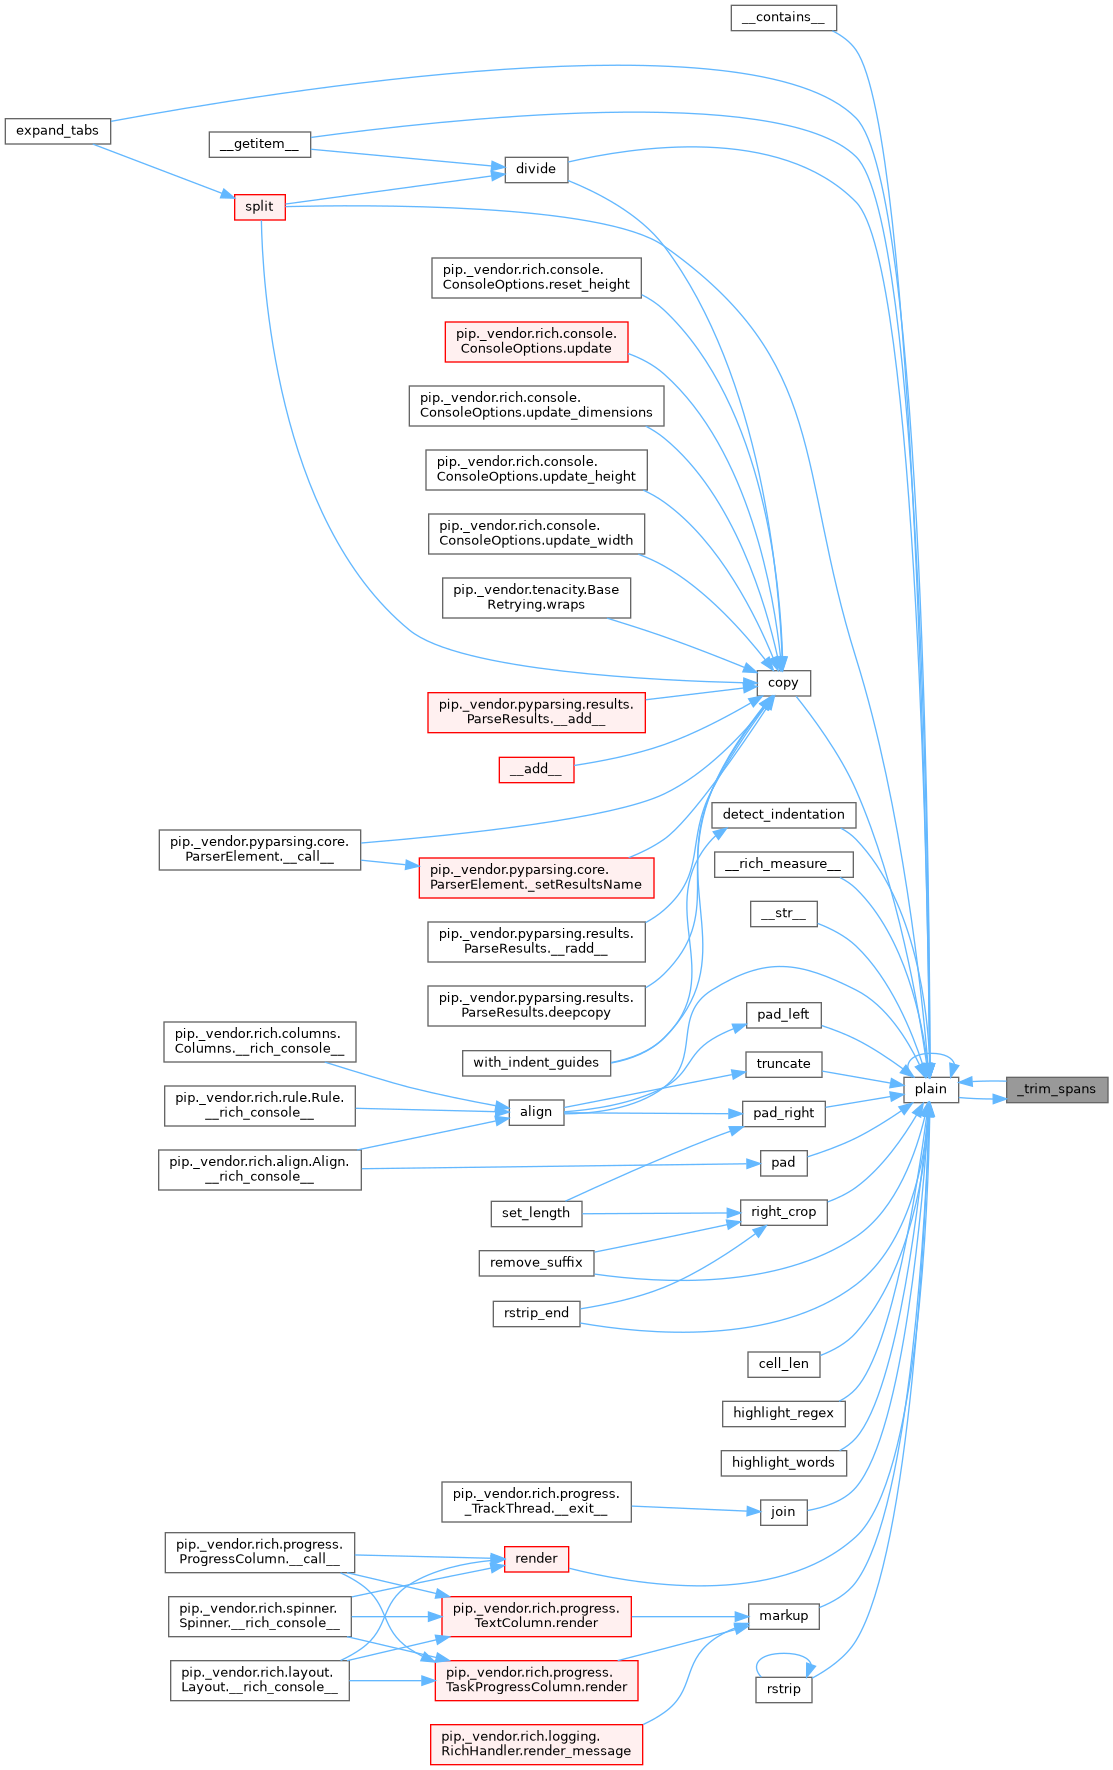 __contains__
expand_tabs
__getitem__
divide
split
pip._vendor.rich.console.
ConsoleOptions.reset_height
pip._vendor.rich.console.
ConsoleOptions.update
pip._vendor.rich.console.
ConsoleOptions.update_dimensions
pip._vendor.rich.console.
ConsoleOptions.update_height
pip._vendor.rich.console.
ConsoleOptions.update_width
pip._vendor.tenacity.Base
Retrying.wraps
copy
pip._vendor.pyparsing.results.
ParseResults.__add__
__add__
detect_indentation
pip._vendor.pyparsing.core.
ParserElement.__call__
__rich_measure__
pip._vendor.pyparsing.core.
ParserElement._setResultsName
__str__
pip._vendor.pyparsing.results.
ParseResults.__radd__
pip._vendor.pyparsing.results.
ParseResults.deepcopy
pad_left
pip._vendor.rich.columns.
Columns.__rich_console__
with_indent_guides
truncate
plain
_trim_spans
pip._vendor.rich.rule.Rule.
__rich_console__
align
pad_right
pip._vendor.rich.align.Align.
__rich_console__
pad
set_length
right_crop
remove_suffix
rstrip_end
cell_len
highlight_regex
highlight_words
pip._vendor.rich.progress.
_TrackThread.__exit__
join
pip._vendor.rich.progress.
ProgressColumn.__call__
render
pip._vendor.rich.spinner.
Spinner.__rich_console__
pip._vendor.rich.progress.
TextColumn.render
markup
pip._vendor.rich.layout.
Layout.__rich_console__
pip._vendor.rich.progress.
TaskProgressColumn.render
rstrip
pip._vendor.rich.logging.
RichHandler.render_message